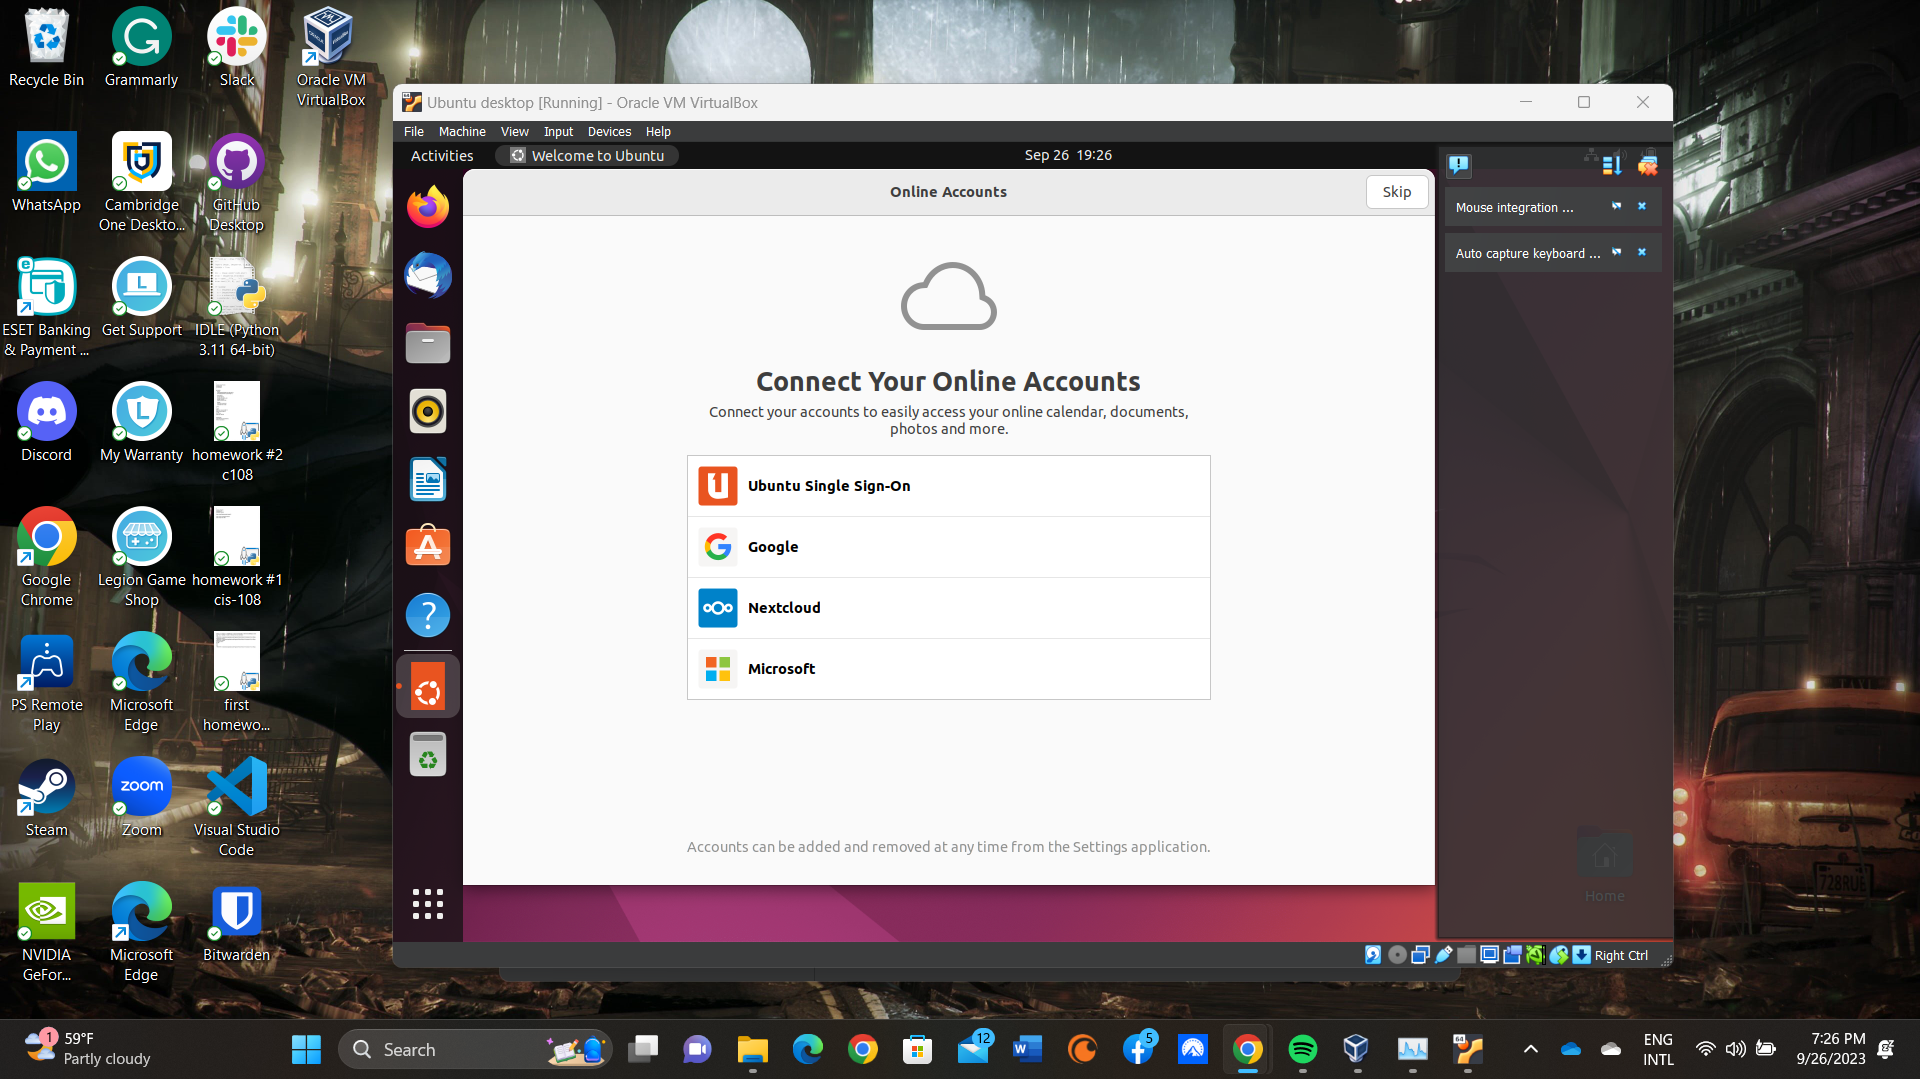 Recycle Bin
Grammarly
Slack
Oracle VM
VirtualBox
WhatsApp
Cambridge
One Deskto...
GitHub
Desktop
ESET Banking
& Payment ...
Get Support
IDLE (Python
3.11 64-bit)
Discord
My Warranty
homework #2
c108
Google
Chrome
Legion Game
Shop
homework #1
cis-108
PS Remote
Play
Microsoft
Edge
first
homewo...
Steam
zoom
Zoom
Visual Studio
Code
NVIDIA
GeFor...
Microsoft
Edge
Bitwarden
Ubuntu desktop [Running] - Oracle VM VirtualBox
File Machine View Input Devices Help
Activities
Welcome to Ubuntu
Sep 26 19:26
Online Accounts
Skip
Mouse integration ...
Auto capture keyboard ...
Connect Your Online Accounts
Connect your accounts to easily access your online calendar, documents,
photos and more.
Ubuntu Single Sign-On
Google
Nextcloud
Microsoft
Accounts can be added and removed at any time from the Settings application.
Home
728RUE
Right Ctrl
1
59°F
Partly cloudy
Search
12
5
64
ENG
INTL
7:26 PM
9/26/2023